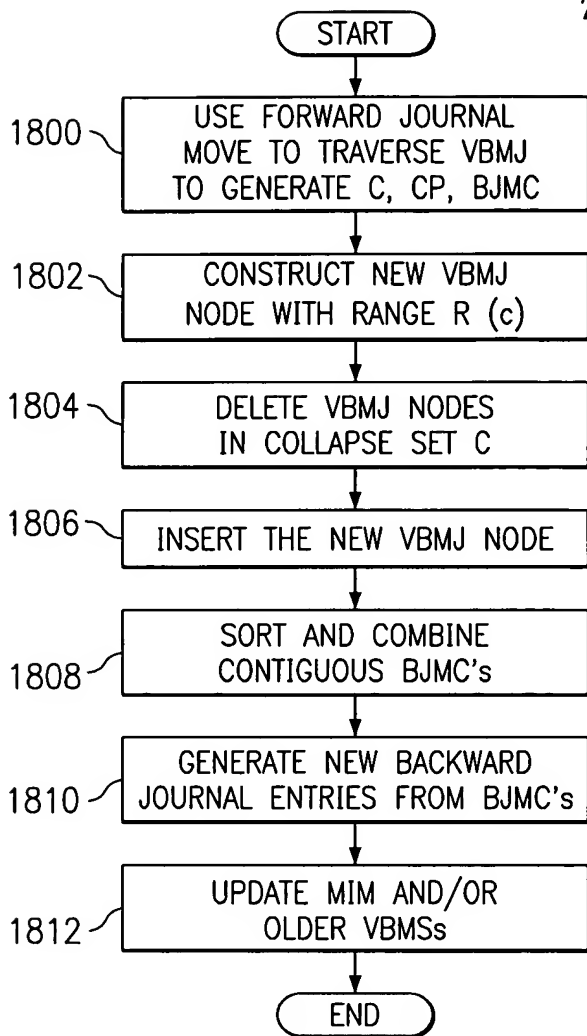 START
1800
USE FORWARD JOURNAL
MOVE TO TRAVERSE VBMJ
TO GENERATE C, CP, BJMC
1802
CONSTRUCT NEW VBMJ
NODE WITH RANGE R (c)
1804
DELETE VBMJ NODES
IN COLLAPSE SET C
1806
INSERT THE NEW VBMJ NODE
1808
SORT AND COMBINE
CONTIGUOUS BJMC's
1810
GENERATE NEW BACKWARD
JOURNAL ENTRIES FROM BJMC's
1812
UPDATE MIM AND/OR
OLDER VBMSs
END